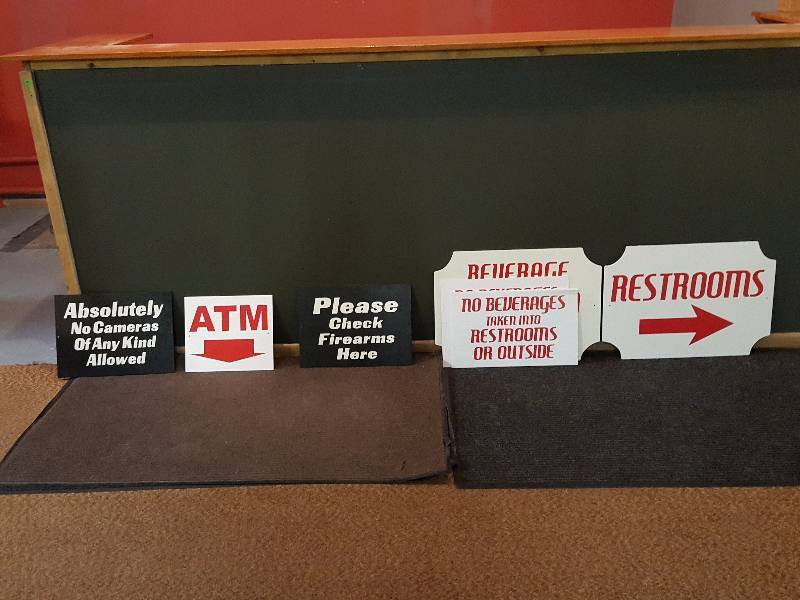 Absolutely
No Cameras
Of Any Kind
Allowed
ATM
Please
Check
Firearms
Here
BEVERAGE
NO BEVERAGES
TAKEN INTO
RESTROOMS
OR OUTSIDE
RESTROOMS